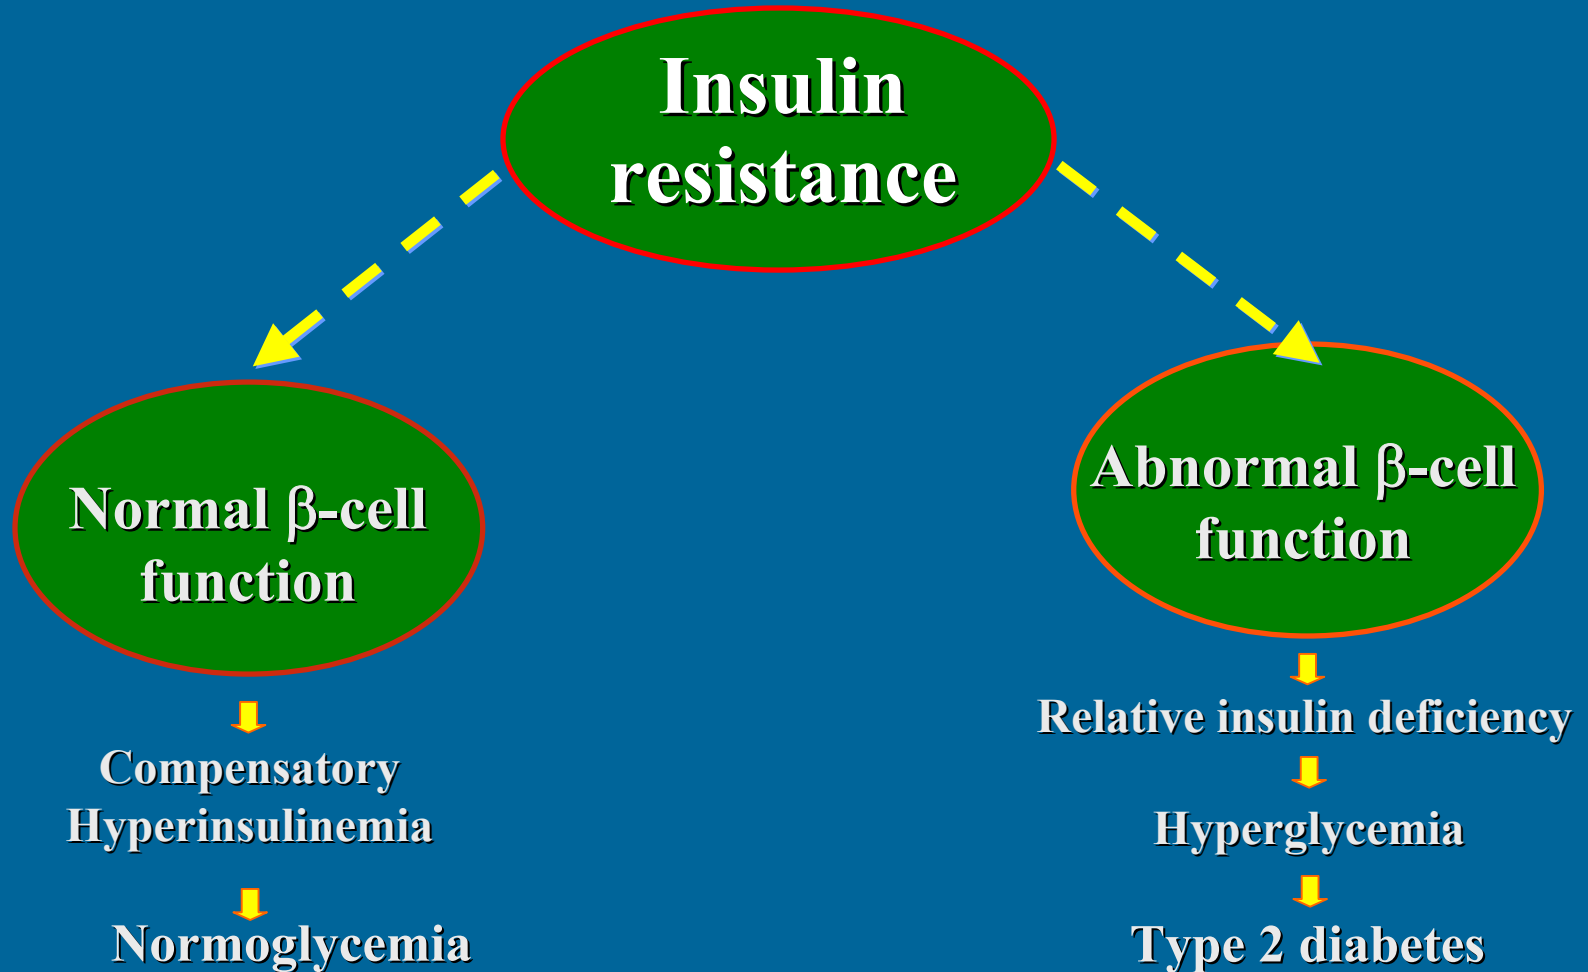 Insulin
resistance
Normal β-cell
function
Compensatory
Hyperinsulinemia
Normoglycemia
Abnormal β-cell
function
Relative insulin deficiency
Hyperglycemia
Type 2 diabetes